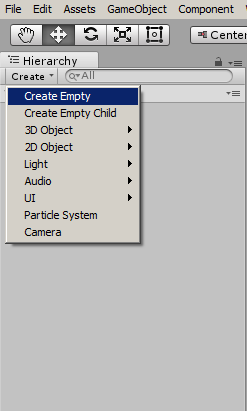 File Edit Assets GameObject Component
Center
Hierarchy
Create All
Create Empty
Create Empty Child
3D Object
2D Object
Light
Audio
UI
Particle System
Camera